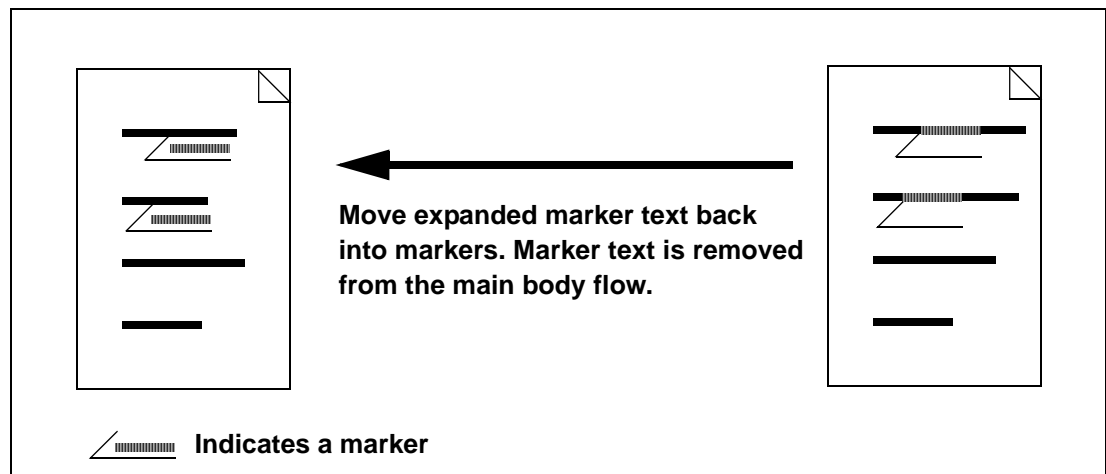 Move expanded marker text back
into markers. Marker text is removed
from the main body flow.
Indicates a marker